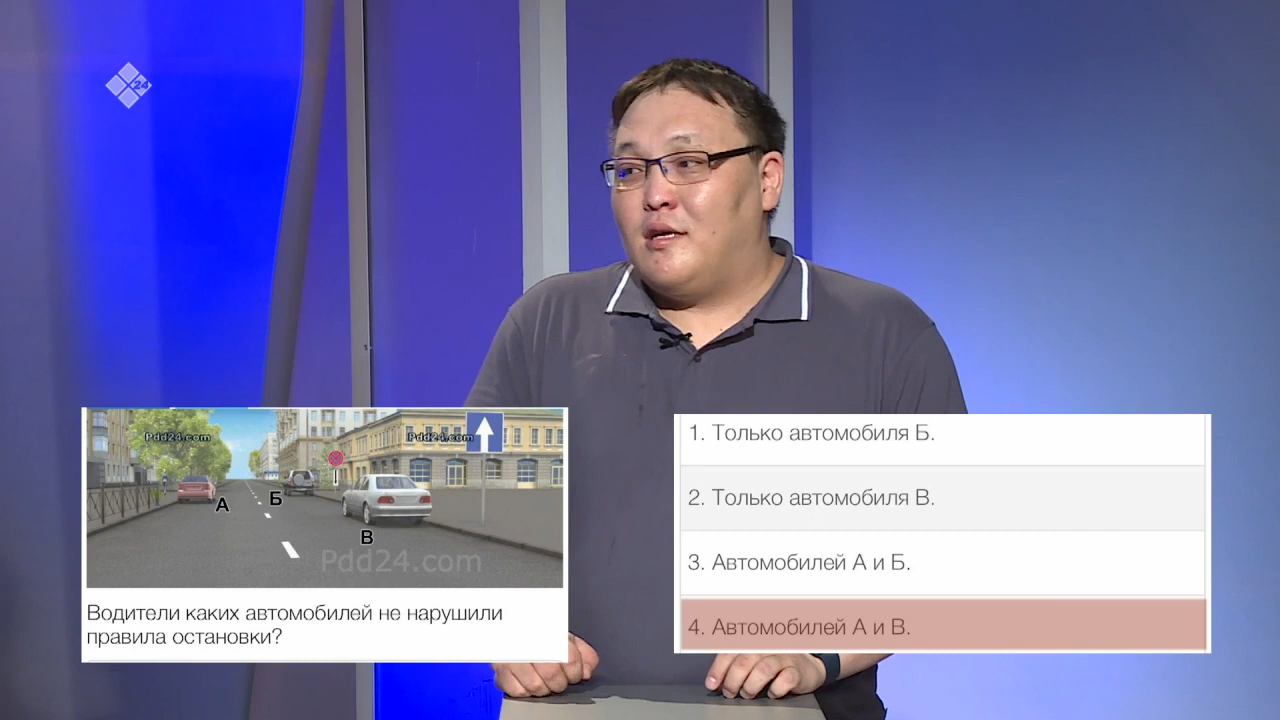 X24
Pdd24.com
Pdd24.com
А
Б
В
Pdd24.com
Водители каких автомобилей не нарушили
правила остановки?
1. Только автомобиля Б.
2. Только автомобиля В.
3. Автомобилей А и Б.
4. Автомобилей А и В.